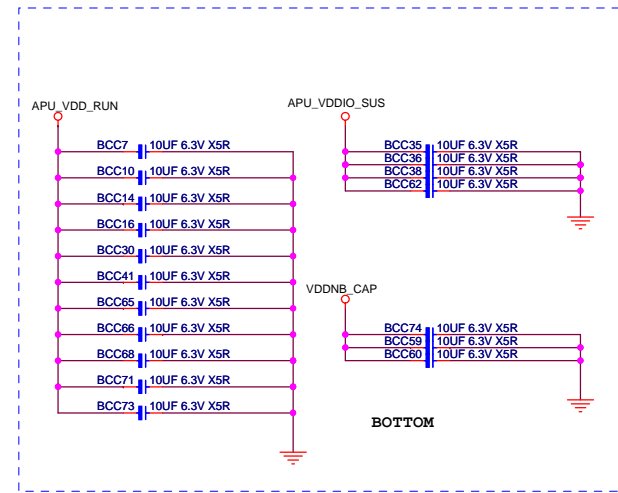 APU_VDD_RUN
BCC7 10UF 6.3V X5R
BCC10 10UF 6.3V X5R
BCC14 10UF 6.3V X5R
BCC16 10UF 6.3V X5R
BCC30 10UF 6.3V X5R
BCC41 10UF 6.3V X5R
BCC65 10UF 6.3V X5R
BCC66 10UF 6.3V X5R
BCC68 10UF 6.3V X5R
BCC71 10UF 6.3V X5R
BCC73 10UF 6.3V X5R
APU_VDDIO_SUS
BCC35 10UF 6.3V X5R
BCC36 10UF 6.3V X5R
BCC38 10UF 6.3V X5R
BCC62 10UF 6.3V X5R
VDDNB_CAP
BCC74 10UF 6.3V X5R
BCC59 10UF 6.3V X5R
BCC60 10UF 6.3V X5R
BOTTOM